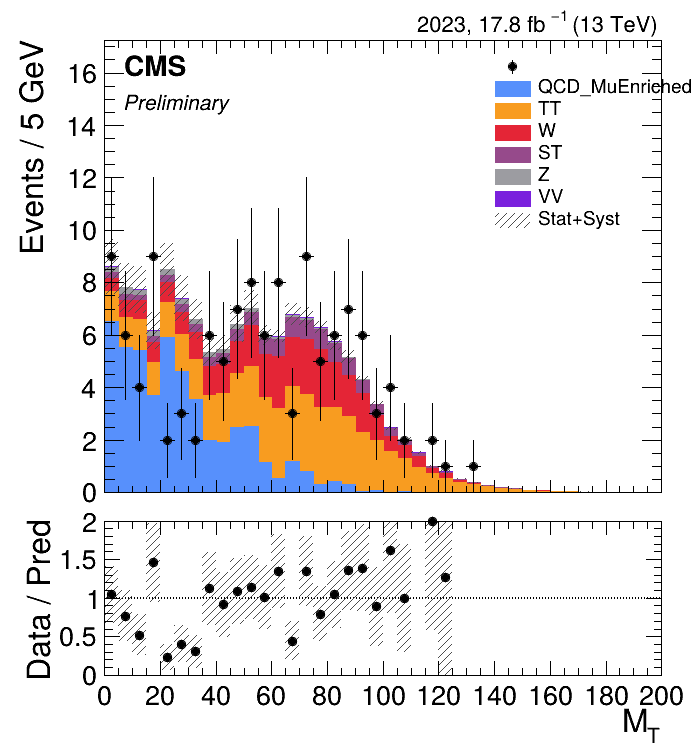 2023, 17.8 fb⁻¹ (13 TeV)
CMS
Preliminary
QCD_MuEnriched
TT
W
ST
Z
VV
Stat+Syst
Events / 5 GeV
16
14
12
10
8
6
4
2
0
Data / Pred
2
1.5
1
0.5
0
0 20 40 60 80 100 120 140 160 180 200
M_T